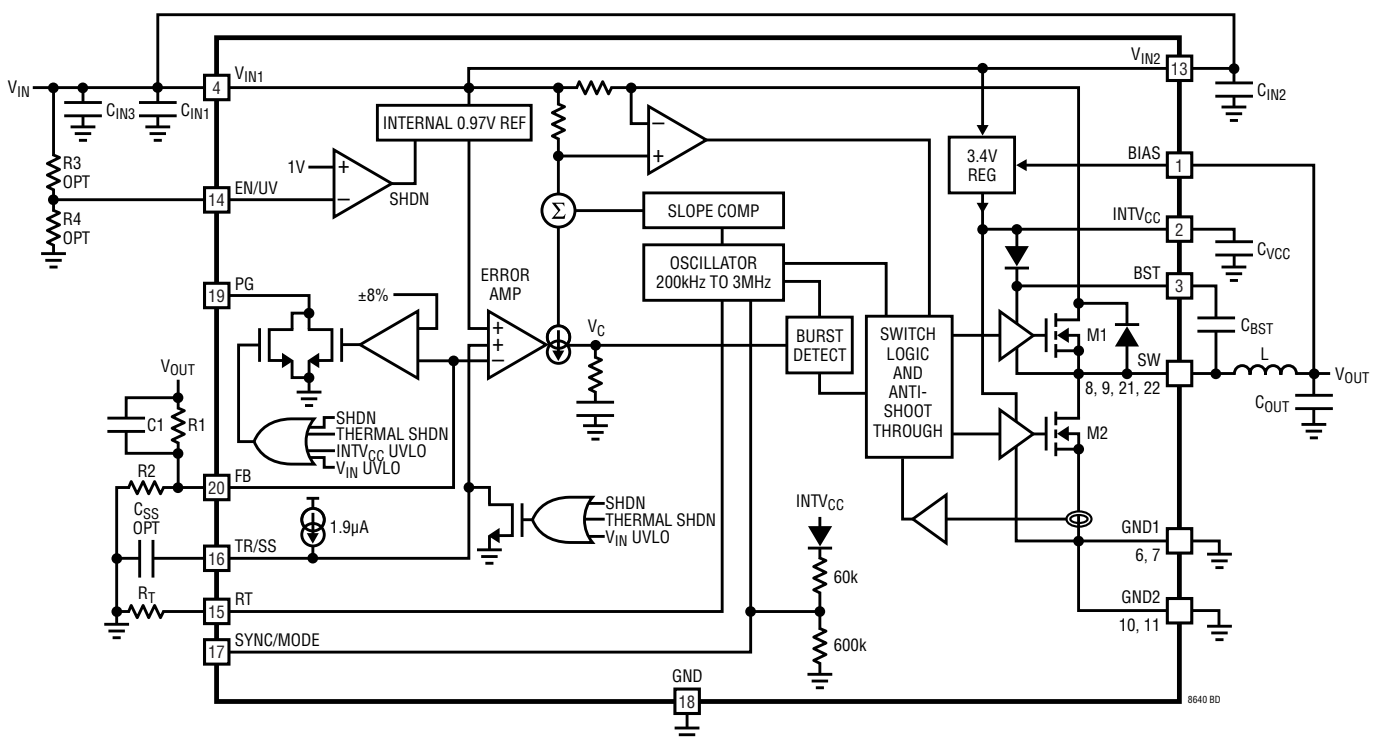 VIN
CIN3
CIN1
4
VIN1
VIN2
13
CIN2
INTERNAL 0.97V REF
R3
OPT
1V
+
−
SHDN
EN/UV
14
R4
OPT
−
+
3.4V
REG
BIAS
1
Σ
SLOPE COMP
INTVCC
2
CVCC
OSCILLATOR
200kHz TO 3MHz
BST
3
CBST
PG
19
±8%
ERROR
AMP
+
+
−
VC
BURST
DETECT
SWITCH
LOGIC
AND
ANTI-
SHOOT
THROUGH
M1
SW
8, 9, 21, 22
L
VOUT
COUT
M2
VOUT
C1
R1
SHDN
THERMAL SHDN
INTVCC UVLO
VIN UVLO
R2
FB
20
CSS
OPT
1.9µA
SHDN
THERMAL SHDN
VIN UVLO
INTVCC
TR/SS
16
GND1
6, 7
60k
RT
RT
15
GND2
10, 11
SYNC/MODE
17
600k
GND
18
8640 BD